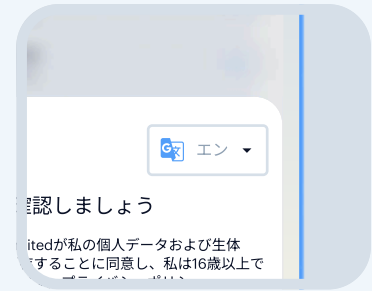 エン
確認しましょう
itedが私の個人データおよび生体
することに同意し、私は16歳以上で